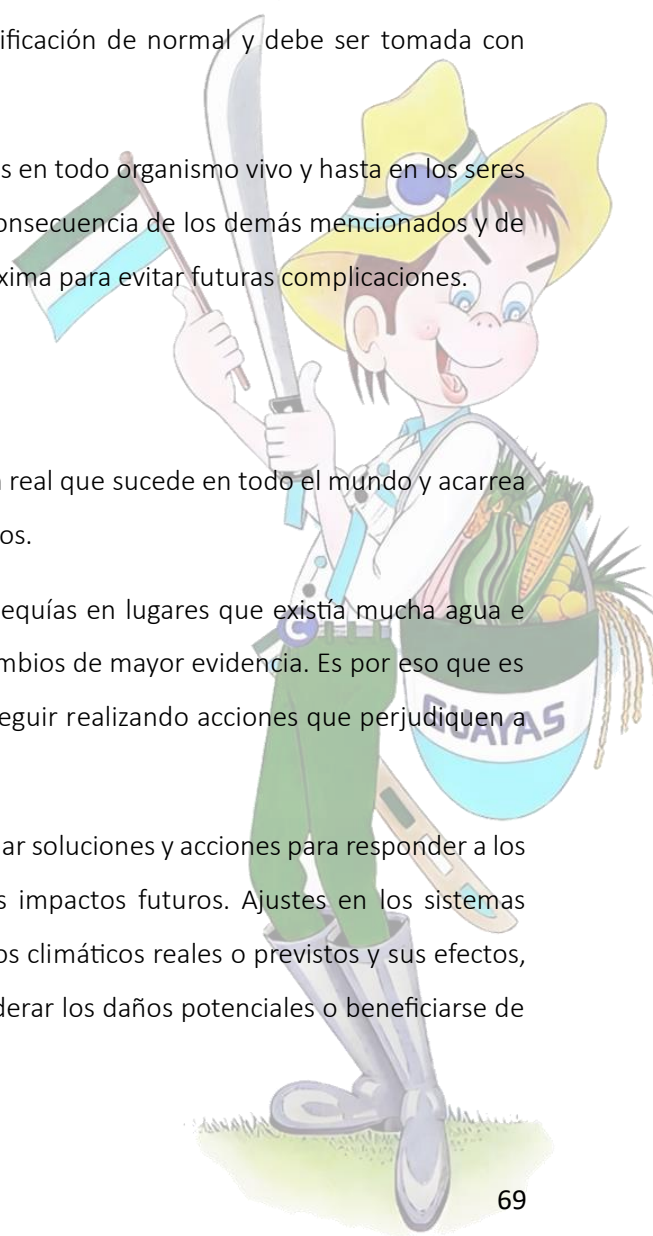 ificación de normal y debe ser tomada con
s en todo organismo vivo y hasta en los seres
onsecuencia de los demás mencionados y de
xima para evitar futuras complicaciones.
real que sucede en todo el mundo y acarrea
os.
equías en lugares que existía mucha agua e
mbios de mayor evidencia. Es por eso que es
eguir realizando acciones que perjudiquen a
GUAYAS
ar soluciones y acciones para responder a los
s impactos futuros. Ajustes en los sistemas
os climáticos reales o previstos y sus efectos,
derar los daños potenciales o beneficiarse de
69